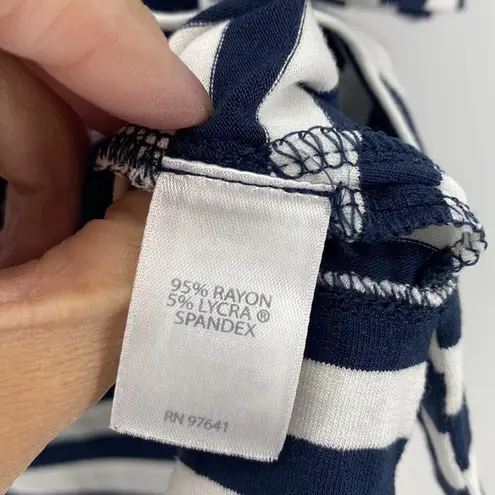 95% RAYON
5% LYCRA ®
SPANDEX
RN 97641